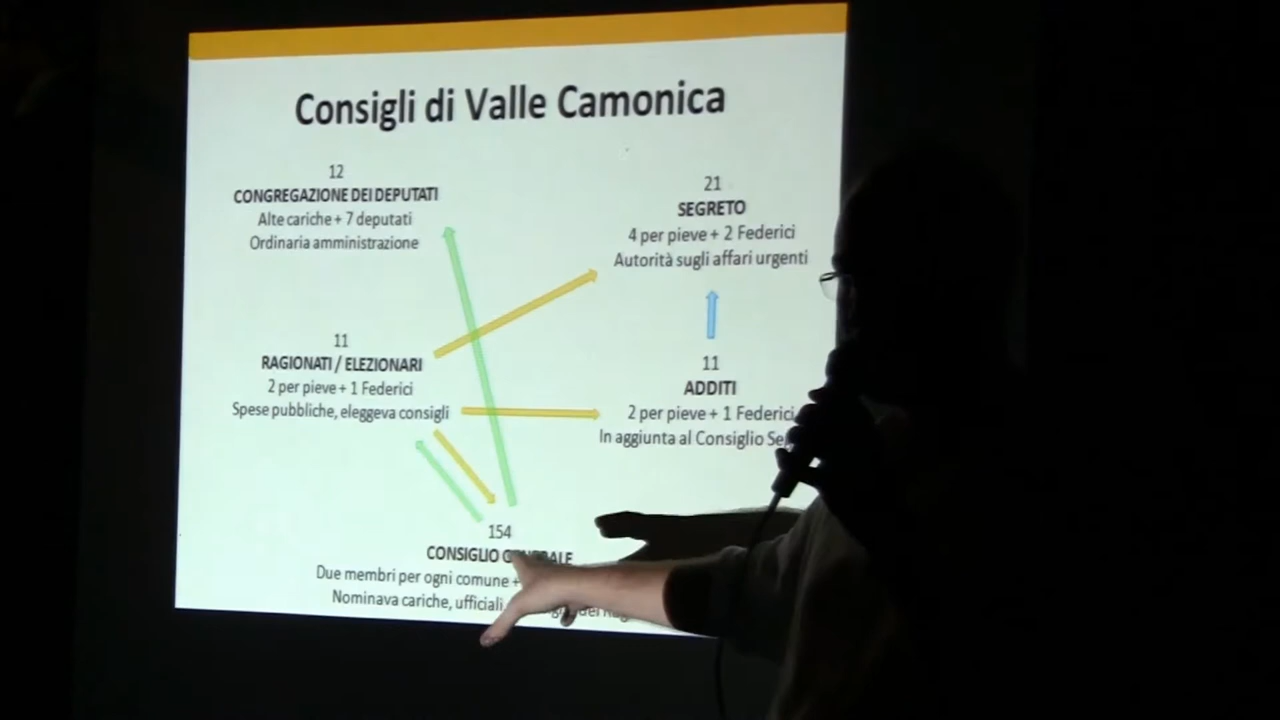 Consigli di Valle Camonica
12
CONGREGAZIONE DEI DEPUTATI
Alte cariche + 7 deputati
Ordinaria amministrazione
21
SEGRETO
4 per pieve + 2 Federici
Autorità sugli affari urgenti
11
RAGIONATI / ELEZIONARI
2 per pieve + 1 Federici
Spese pubbliche, eleggeva consigli
11
ADDITI
2 per pieve + 1 Federici
In aggiunta al Consiglio
154
CONSIGLIO
Due membri per ogni comune +
Nominava cariche, ufficiali